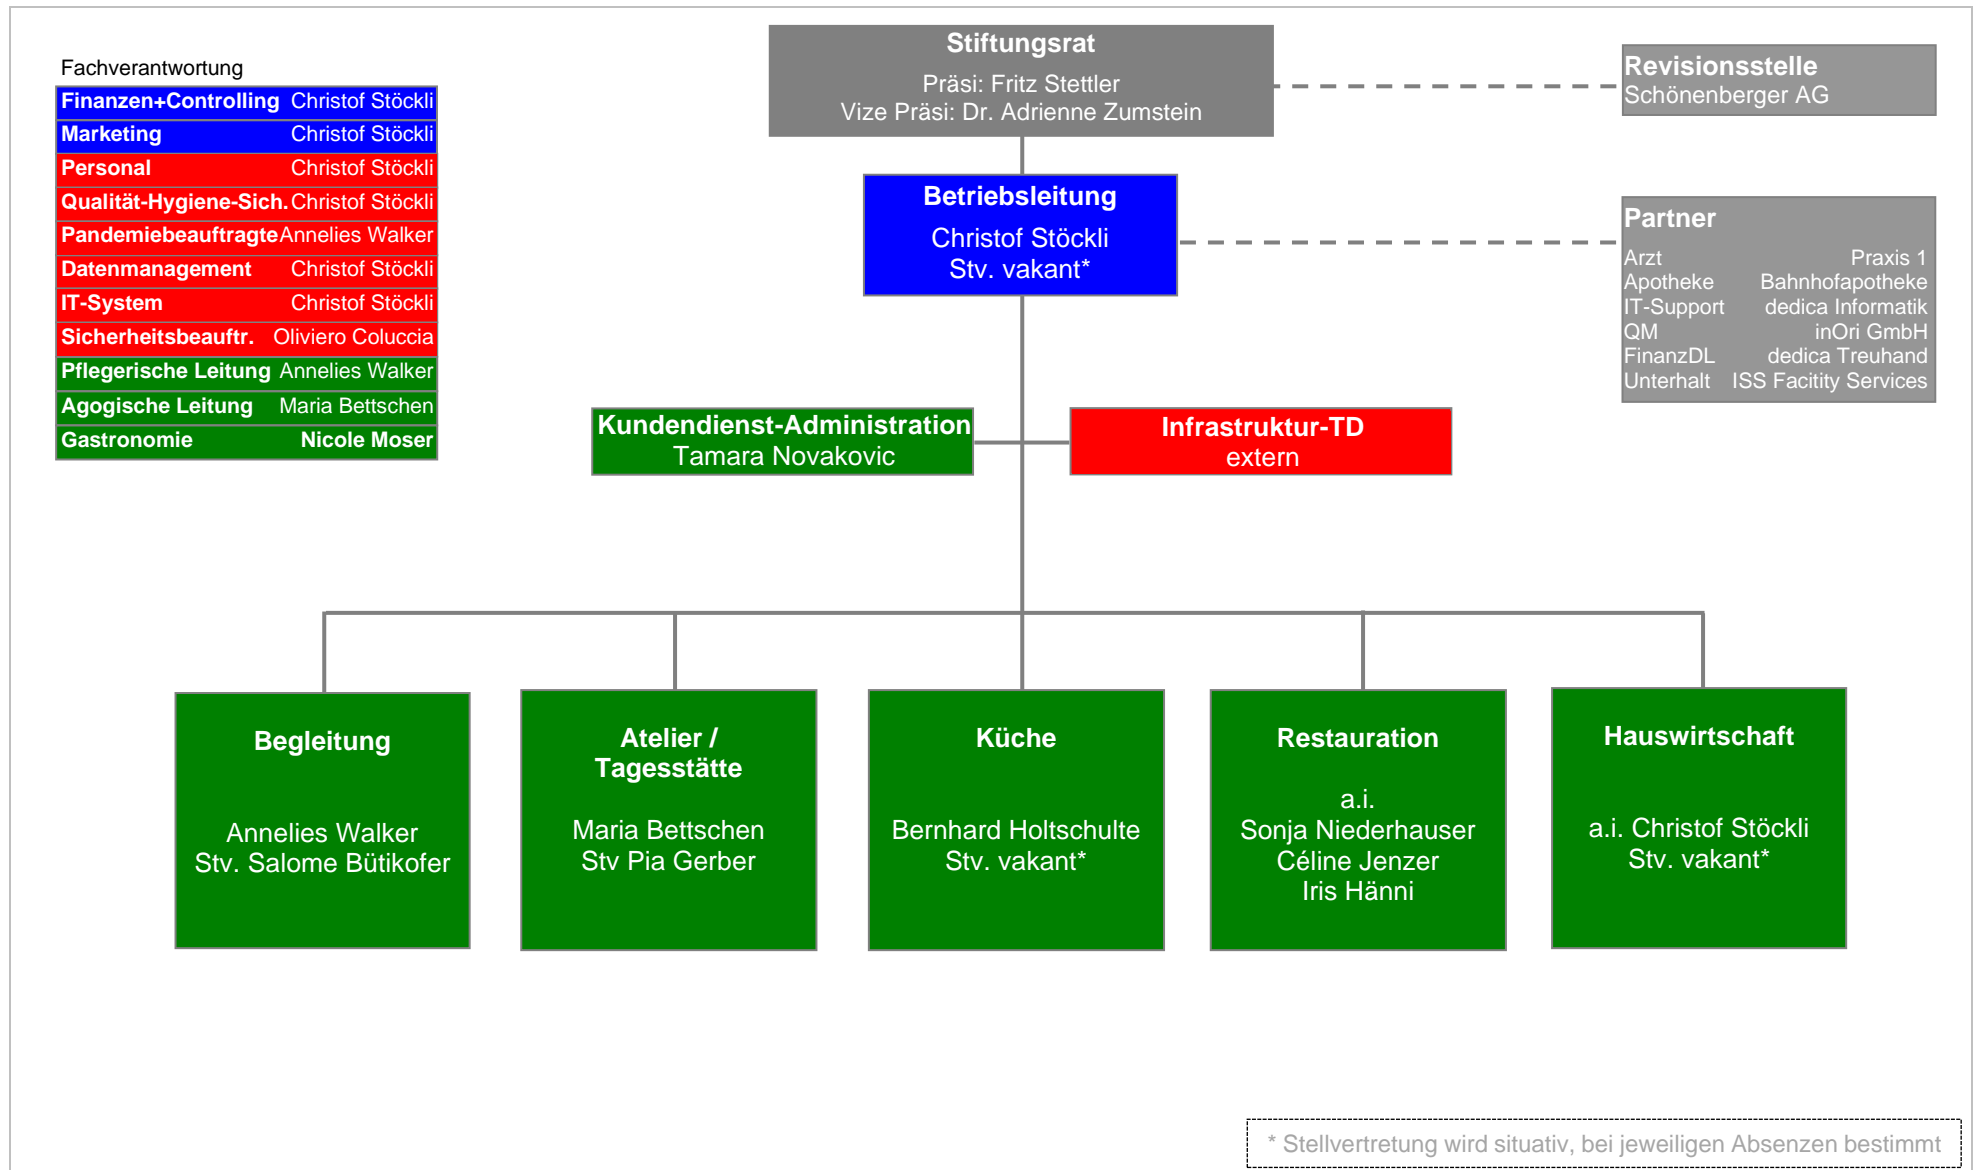 Stiftungsrat
Präsi: Fritz Stettler
Vize Präsi: Dr. Adrienne Zumstein
Revisionsstelle
Schönenberger AG
Fachverantwortung
Finanzen+Controlling Christof Stöckli
Marketing Christof Stöckli
Personal Christof Stöckli
Qualität-Hygiene-Sich. Christof Stöckli
Pandemiebeauftragte Annelies Walker
Datenmanagement Christof Stöckli
IT-System Christof Stöckli
Sicherheitsbeauftr. Oliviero Coluccia
Pflegerische Leitung Annelies Walker
Agogische Leitung Maria Bettschen
Gastronomie Nicole Moser
Betriebsleitung
Christof Stöckli
Stv. vakant*
Partner
Arzt Praxis 1
Apotheke Bahnhofapotheke
IT-Support dedica Informatik
QM inOri GmbH
FinanzDL dedica Treuhand
Unterhalt ISS Facitity Services
Kundendienst-Administration
Tamara Novakovic
Infrastruktur-TD
extern
Begleitung
Annelies Walker
Stv. Salome Bütikofer
Atelier /
Tagesstätte
Maria Bettschen
Stv Pia Gerber
Küche
Bernhard Holtschulte
Stv. vakant*
Restauration
a.i.
Sonja Niederhauser
Céline Jenzer
Iris Hänni
Hauswirtschaft
a.i. Christof Stöckli
Stv. vakant*
* Stellvertretung wird situativ, bei jeweiligen Absenzen bestimmt